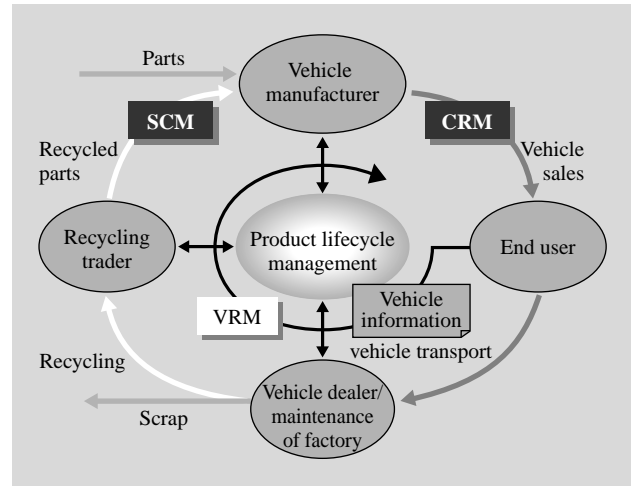 Parts
Vehicle
manufacturer
SCM
CRM
Recycled
parts
Vehicle
sales
Recycling
trader
Product lifecycle
management
End user
VRM
Vehicle
information
vehicle transport
Recycling
Vehicle dealer/
maintenance
of factory
Scrap